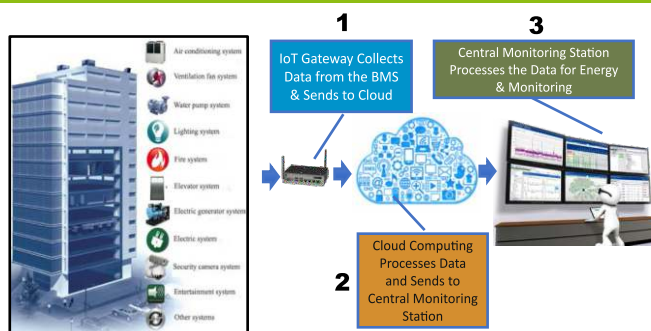 1
IoT Gateway Collects
Data from the BMS
& Sends to Cloud
3
Central Monitoring Station
Processes the Data for Energy
& Monitoring
Air conditioning system
Ventilation fan system
Water pump system
Lighting system
Fire system
Elevator system
Electric generator system
Electric system
Security camera system
Entertainment system
Other systems
2
Cloud Computing
Processes Data
and Sends to
Central Monitoring
Station